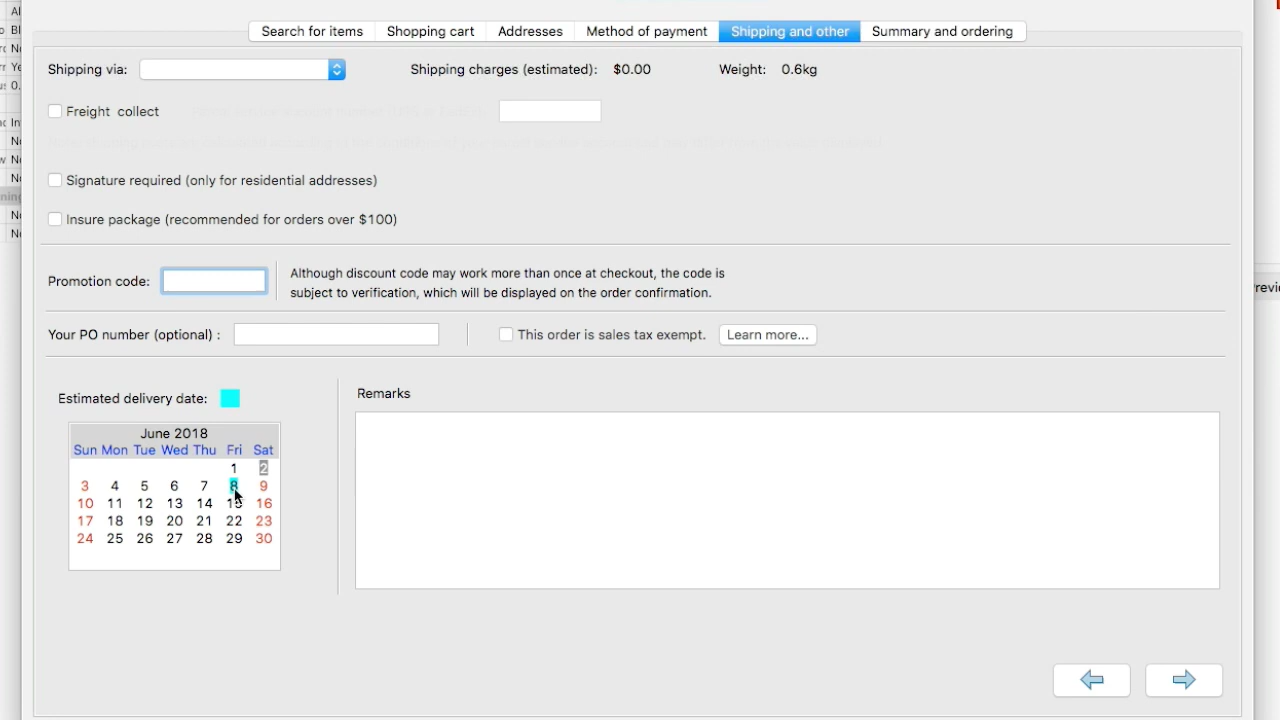 Search for items Shopping cart Addresses Method of payment Shipping and other Summary and ordering
Shipping via: Shipping charges (estimated): $0.00 Weight: 0.6kg
Freight collect
Signature required (only for residential addresses)
Insure package (recommended for orders over $100)
Promotion code:
Although discount code may work more than once at checkout, the code is
subject to verification, which will be displayed on the order confirmation.
Your PO number (optional) : This order is sales tax exempt. Learn more...
Estimated delivery date:
June 2018
Sun Mon Tue Wed Thu Fri Sat
1 2
3 4 5 6 7 8 9
10 11 12 13 14 15 16
17 18 19 20 21 22 23
24 25 26 27 28 29 30
Remarks